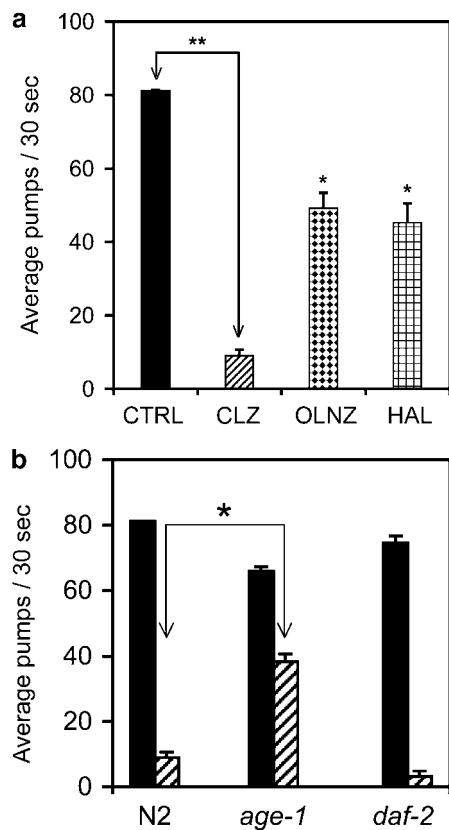 a
Average pumps / 30 sec
100
80
60
40
20
0
**
*
*
CTRL CLZ OLNZ HAL
b
Average pumps / 30 sec
100
80
60
40
20
0
*
N2 age-1 daf-2